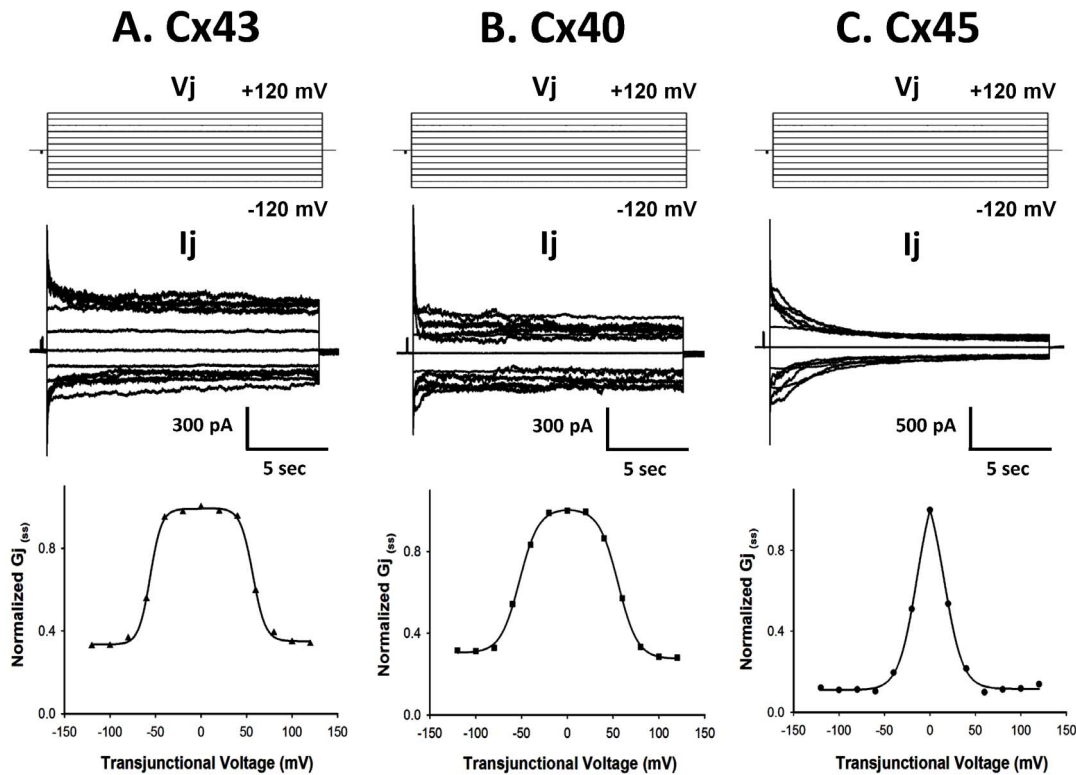 A. Cx43
B. Cx40
C. Cx45
Vj
+120 mV
-120 mV
Ij
300 pA
5 sec
Vj
+120 mV
-120 mV
Ij
300 pA
5 sec
Vj
+120 mV
-120 mV
Ij
500 pA
5 sec
Normalized Gj (ss)
0.8
0.4
0.0
-150 -100 -50 0 50 100 150
Transjunctional Voltage (mV)
Normalized Gj (ss)
0.8
0.4
0.0
-150 -100 -50 0 50 100 150
Transjunctional Voltage (mV)
Normalized Gj (ss)
0.8
0.4
0.0
-150 -100 -50 0 50 100 150
Transjunctional Voltage (mV)